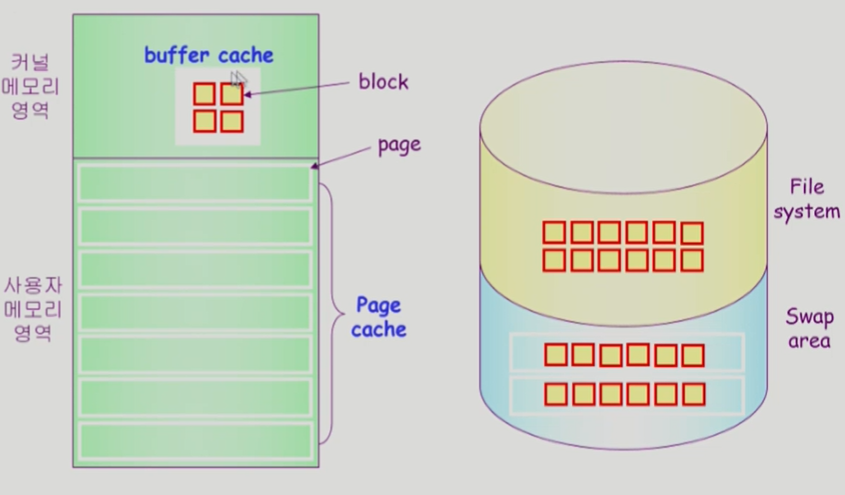 buffer cache
커널
메모리
영역
block
page
사용자
메모리
영역
Page
cache
File
system
Swap
area